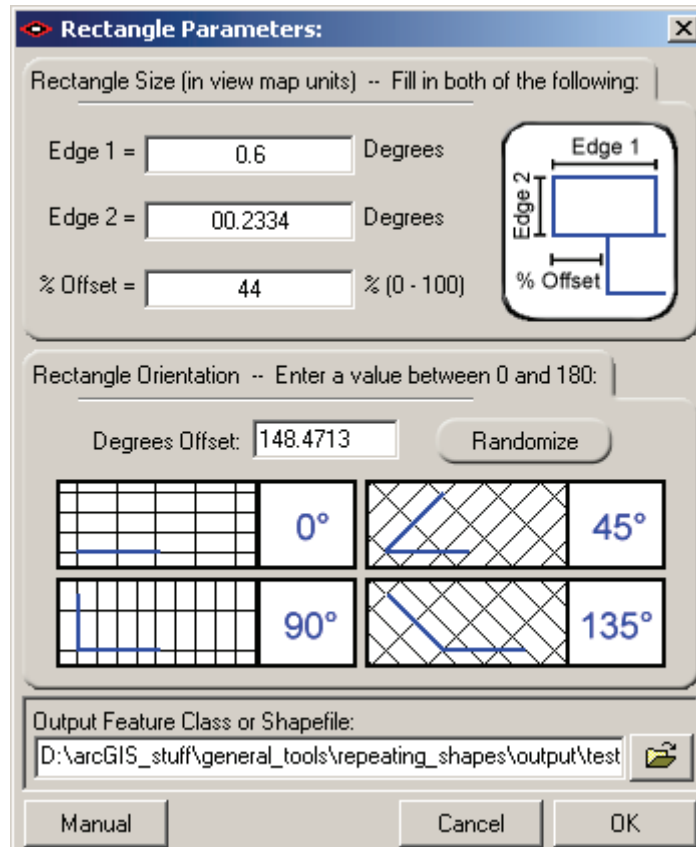 Rectangle Parameters:
Rectangle Size (in view map units) -- Fill in both of the following:
Edge 1 = 0.6 Degrees
Edge 2 = 00.2334 Degrees
% Offset = 44 % (0 - 100)
Edge 1
Edge 2
% Offset
Rectangle Orientation -- Enter a value between 0 and 180:
Degrees Offset: 148.4713 Randomize
0° 45°
90° 135°
Output Feature Class or Shapefile:
D:\arcGIS_stuff\general_tools\repeating_shapes\output\test
Manual Cancel OK